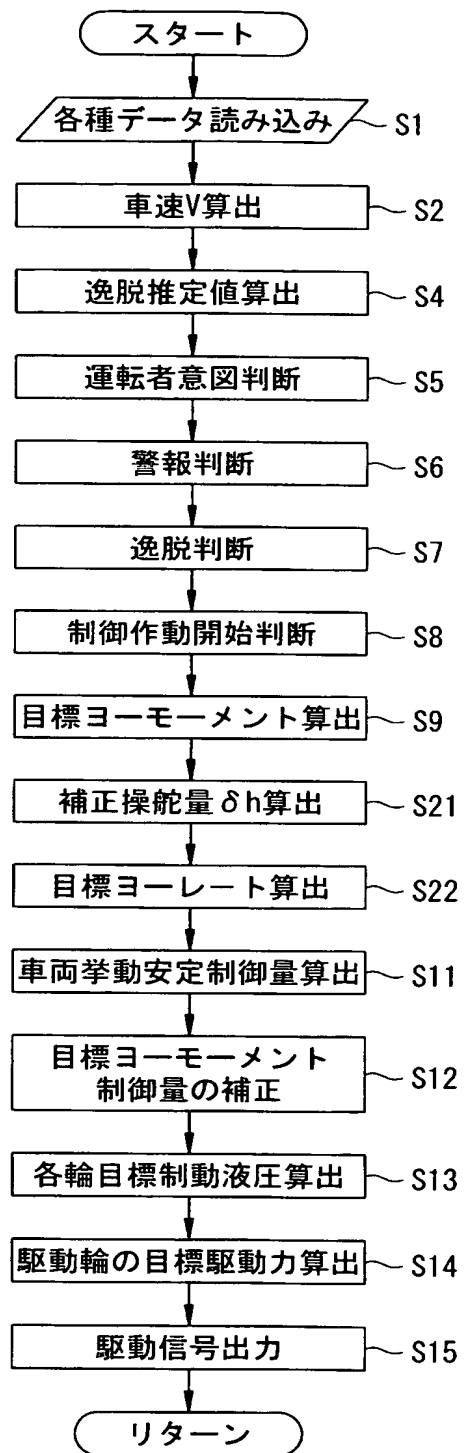 スタート
各種データ読み込み
S1
車速V算出
S2
逸脱推定値算出
S4
運転者意図判断
S5
警報判断
S6
逸脱判断
S7
制御作動開始判断
S8
目標ヨーモーメント算出
S9
補正操舵量δh算出
S21
目標ヨーレート算出
S22
車両挙動安定制御量算出
S11
目標ヨーモーメント
制御量の補正
S12
各輪目標制動液圧算出
S13
駆動輪の目標駆動力算出
S14
駆動信号出力
S15
リターン